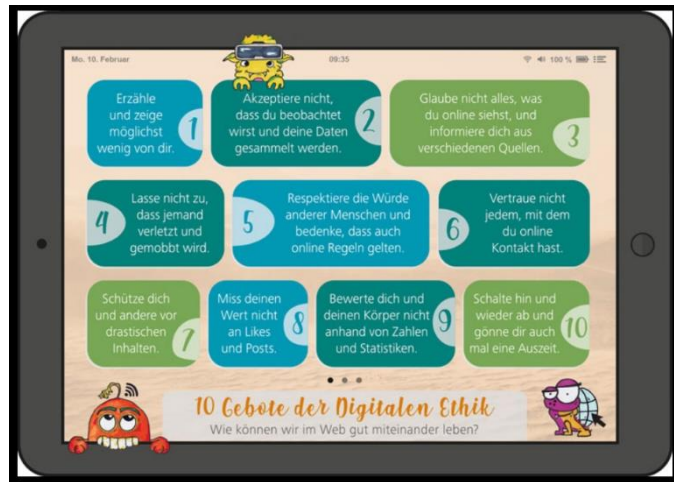 Mo. 10. Februar 09:35 100 %
Erzähle
und zeige
möglichst
wenig von dir.
1
Akzeptiere nicht,
dass du beobachtet
wirst und deine Daten
gesammelt werden.
2
Glaube nicht alles, was
du online siehst, und
informiere dich aus
verschiedenen Quellen.
3
4
Lasse nicht zu,
dass jemand
verletzt und
gemobbt wird.
5
Respektiere die Würde
anderer Menschen und
bedenke, dass auch
online Regeln gelten.
6
Vertraue nicht
jedem, mit dem
du online
Kontakt hast.
Schütze dich
und andere vor
drastischen
Inhalten.
7
Miss deinen
Wert nicht
an Likes
und Posts.
8
Bewerte dich und
deinen Körper nicht
anhand von Zahlen
und Statistiken.
9
Schalte hin und
wieder ab und
gönne dir auch
mal eine Auszeit.
10
10 Gebote der Digitalen Ethik
Wie können wir im Web gut miteinander leben?